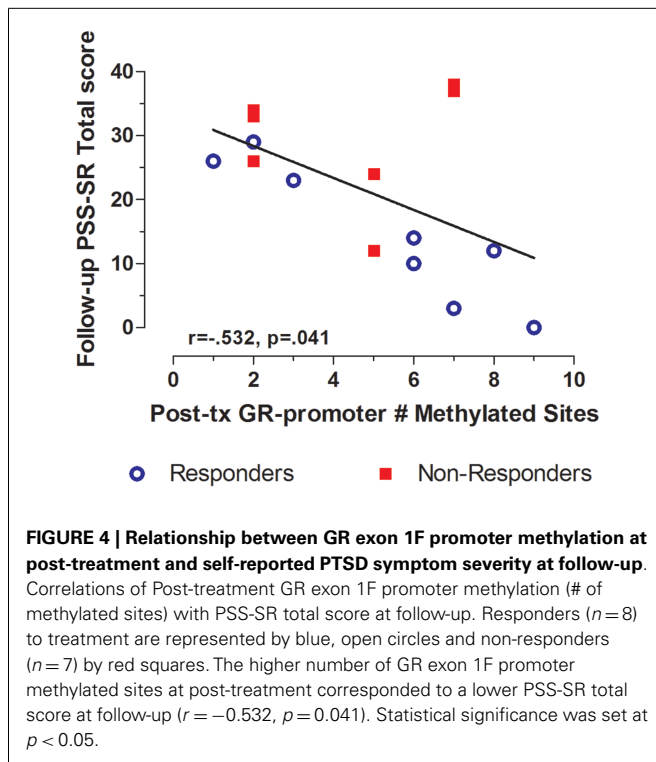 40
30
20
10
0
Follow-up PSS-SR Total score
r=-.532, p=.041
0 2 4 6 8 10
Post-tx GR-promoter # Methylated Sites
Responders Non-Responders
FIGURE 4 | Relationship between GR exon 1F promoter methylation at
post-treatment and self-reported PTSD symptom severity at follow-up.
Correlations of Post-treatment GR exon 1F promoter methylation (# of
methylated sites) with PSS-SR total score at follow-up. Responders (n = 8)
to treatment are represented by blue, open circles and non-responders
(n = 7) by red squares. The higher number of GR exon 1F promoter
methylated sites at post-treatment corresponded to a lower PSS-SR total
score at follow-up (r = −0.532, p = 0.041). Statistical significance was set at
p < 0.05.